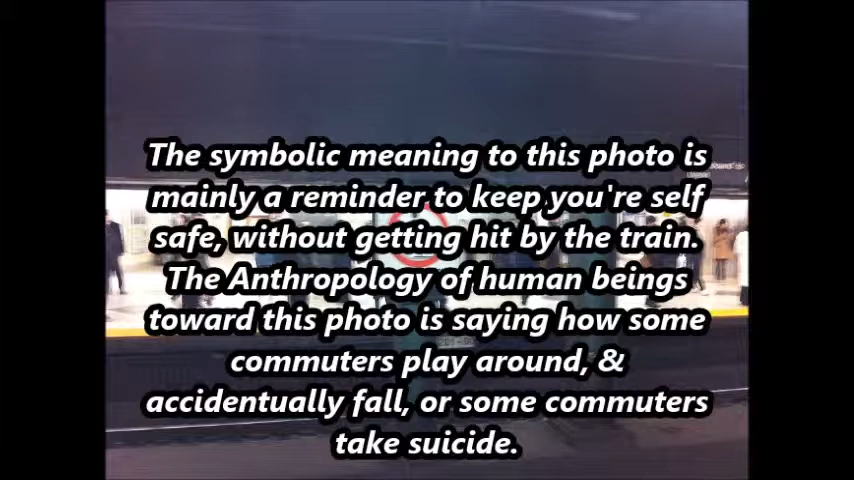 The symbolic meaning to this photo is
mainly a reminder to keep you're self
safe, without getting hit by the train.
The Anthropology of human beings
toward this photo is saying how some
commuters play around, &
accidentually fall, or some commuters
take suicide.